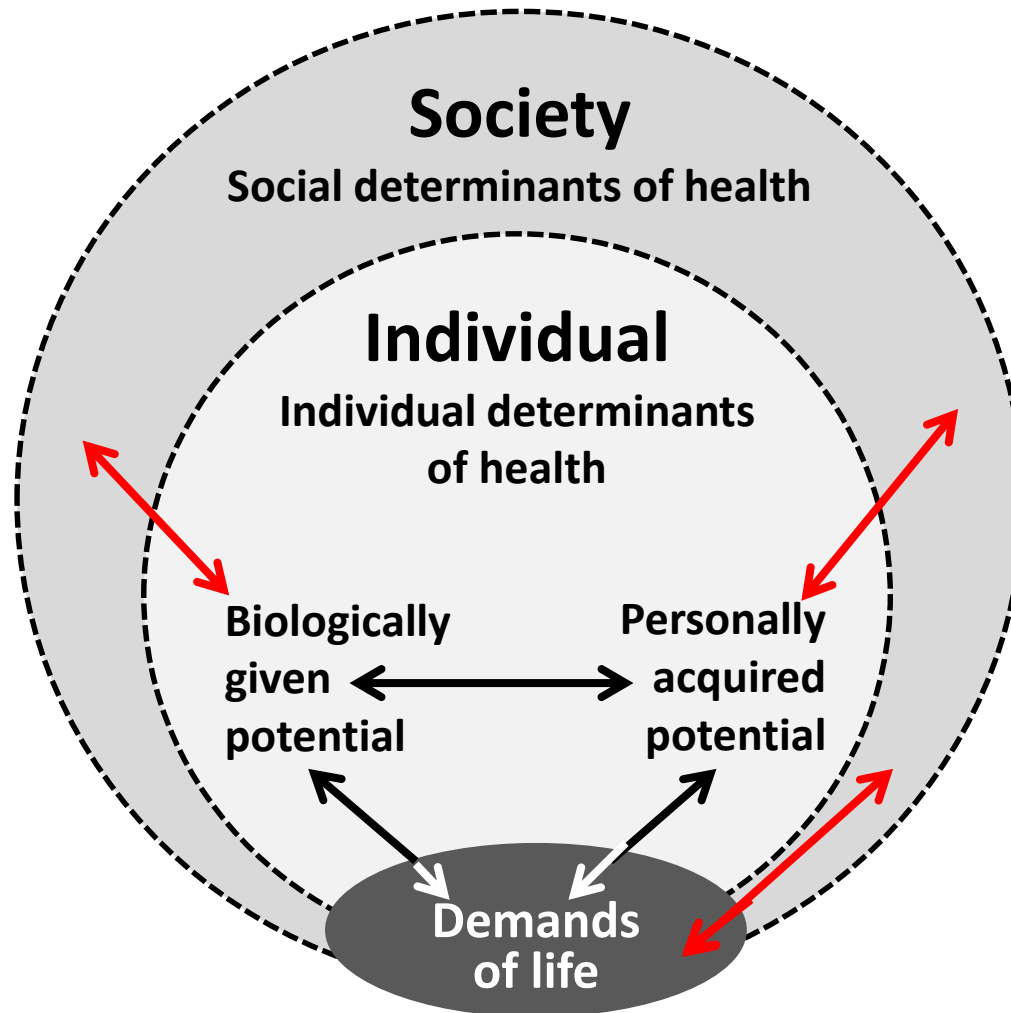 Society
Social determinants of health
Individual
Individual determinants
of health
Biologically
given
potential
Personally
acquired
potential
Demands
of life